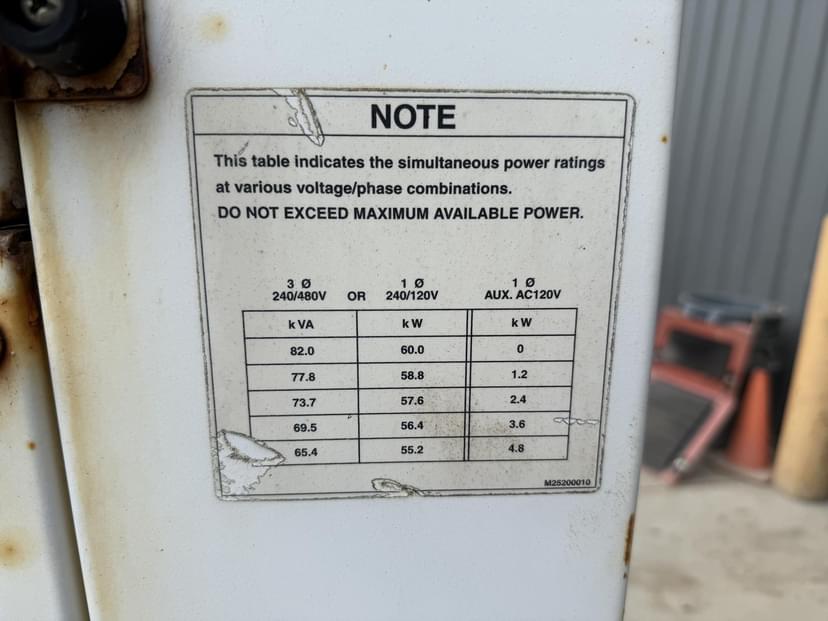 NOTE
This table indicates the simultaneous power ratings
at various voltage/phase combinations.
DO NOT EXCEED MAXIMUM AVAILABLE POWER.
3 Ø 1 Ø 1 Ø
240/480V OR 240/120V AUX. AC120V
kVA kW kW
82.0 60.0 0
77.8 58.8 1.2
73.7 57.6 2.4
69.5 56.4 3.6
65.4 55.2 4.8
M25200010